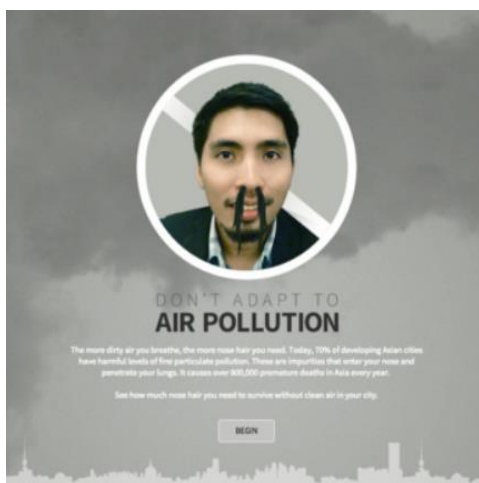 DON'T ADAPT TO
AIR POLLUTION
The more dirty air you breathe, the more nose hair you need. Today, 70% of developing Asian cities
have harmful levels of fine particulate pollution. These are impurities that enter your nose and
penetrate your lungs. It causes over 800,000 premature deaths in Asia every year.
See how much nose hair you need to survive without clean air in your city.
BEGIN